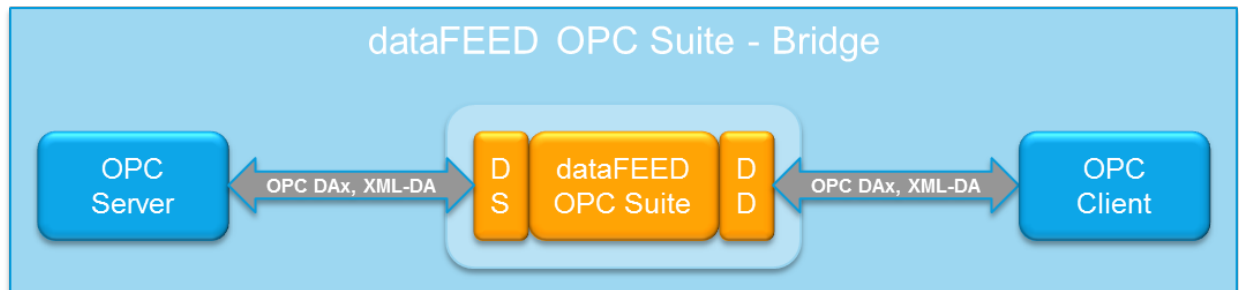 dataFEED OPC Suite - Bridge
OPC
Server
OPC DAx, XML-DA
D
S
dataFEED
OPC Suite
D
D
OPC DAx, XML-DA
OPC
Client